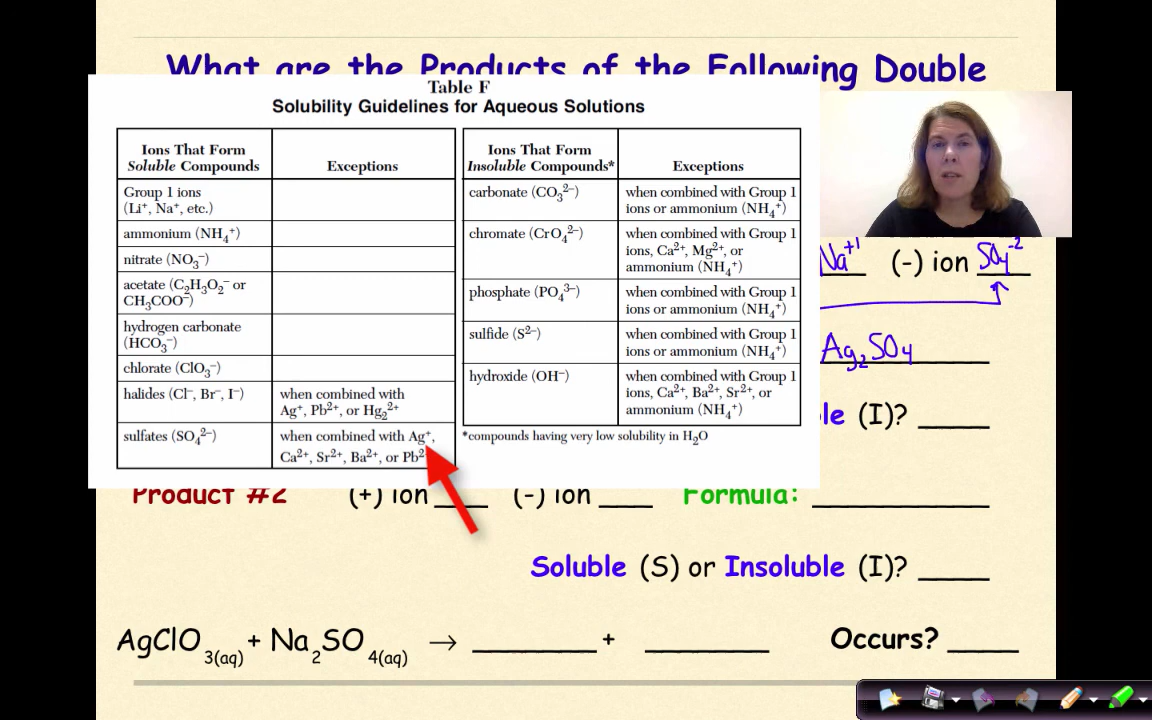 What are the Products of the Following Double
Table F
Solubility Guidelines for Aqueous Solutions
Ions That Form Soluble Compounds | Exceptions
Group 1 ions (Li⁺, Na⁺, etc.)
ammonium (NH₄⁺)
nitrate (NO₃⁻)
acetate (C₂H₃O₂⁻ or CH₃COO⁻)
hydrogen carbonate (HCO₃⁻)
chlorate (ClO₃⁻)
halides (Cl⁻, Br⁻, I⁻) | when combined with Ag⁺, Pb²⁺, or Hg₂²⁺
sulfates (SO₄²⁻) | when combined with Ag⁺, Ca²⁺, Sr²⁺, Ba²⁺, or Pb²
Ions That Form Insoluble Compounds* | Exceptions
carbonate (CO₃²⁻) | when combined with Group 1 ions or ammonium (NH₄⁺)
chromate (CrO₄²⁻) | when combined with Group 1 ions, Ca²⁺, Mg²⁺, or ammonium (NH₄⁺)
phosphate (PO₄³⁻) | when combined with Group 1 ions or ammonium (NH₄⁺)
sulfide (S²⁻) | when combined with Group 1 ions or ammonium (NH₄⁺)
hydroxide (OH⁻) | when combined with Group 1 ions, Ca²⁺, Ba²⁺, Sr²⁺, or ammonium (NH₄⁺)
*compounds having very low solubility in H₂O
Na⁺¹ (-) ion SO₄⁻²
Ag₂SO₄
le (I)? ____
Product #2 (+) ion ____ (-) ion ____ Formula: ____
Soluble (S) or Insoluble (I)? ____
AgClO₃(aq) + Na₂SO₄(aq) → ____ + ____ Occurs? ____